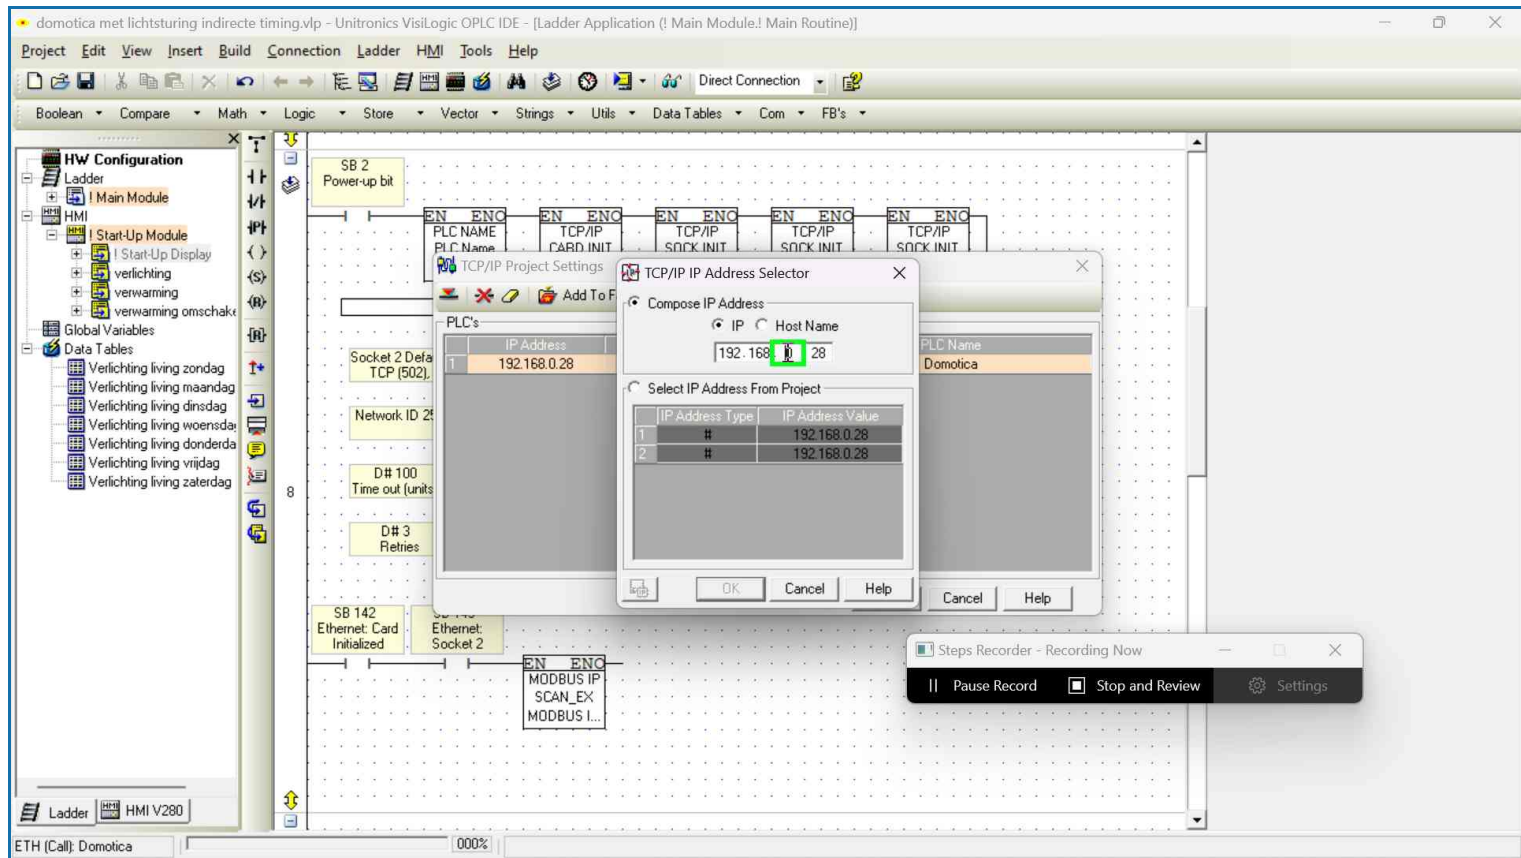 domotica met lichtsturing indirecte timing.vlp - Unitronics VisiLogic OPLC IDE - [Ladder Application (! Main Module.! Main Routine)]
Project Edit View Insert Build Connection Ladder HMI Tools Help
Direct Connection
Boolean Compare Math Logic Store Vector Strings Utils Data Tables Com FB's
HW Configuration
Ladder
! Main Module
HMI
! Start-Up Module
! Start-Up Display
verlichting
verwarming
verwarming omschake
Global Variables
Data Tables
Verlichting living zondag
Verlichting living maandag
Verlichting living dinsdag
Verlichting living woensdag
Verlichting living donderda
Verlichting living vrijdag
Verlichting living zaterdag
Ladder HMI V280
ETH (Call): Domotica 000%
SB 2
Power-up bit
EN ENO EN ENO EN ENO EN ENO EN ENO
PLC NAME TCP/IP TCP/IP TCP/IP TCP/IP
PLC Name CARD INIT SOCK INIT SOCK INIT SOCK INIT
Socket 2 Defa
TCP (502),
Network ID 25
D# 100
Time out (units
D# 3
Retries
8
SB 142
Ethernet: Card
Initialized
Ethernet:
Socket 2
EN ENO
MODBUS IP
SCAN_EX
MODBUS I...
TCP/IP Project Settings
Add To F
PLC's
IP Address PLC Name
1 192.168.0.28 Domotica
Cancel Help
TCP/IP IP Address Selector
Compose IP Address
IP Host Name
192.168.0 28
Select IP Address From Project
IP Address Type IP Address Value
1 # 192.168.0.28
2 # 192.168.0.28
OK Cancel Help
Steps Recorder - Recording Now
Pause Record Stop and Review Settings